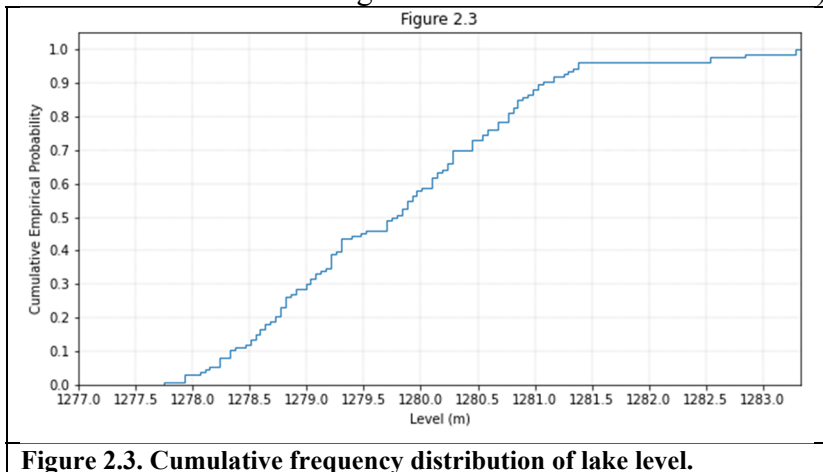 Figure 2.3
1.0
0.9
0.8
0.7
0.6
0.5
0.4
0.3
0.2
0.1
0.0
Cumulative Empirical Probability
1277.0 1277.5 1278.0 1278.5 1279.0 1279.5 1280.0 1280.5 1281.0 1281.5 1282.0 1282.5 1283.0
Level (m)
Figure 2.3. Cumulative frequency distribution of lake level.